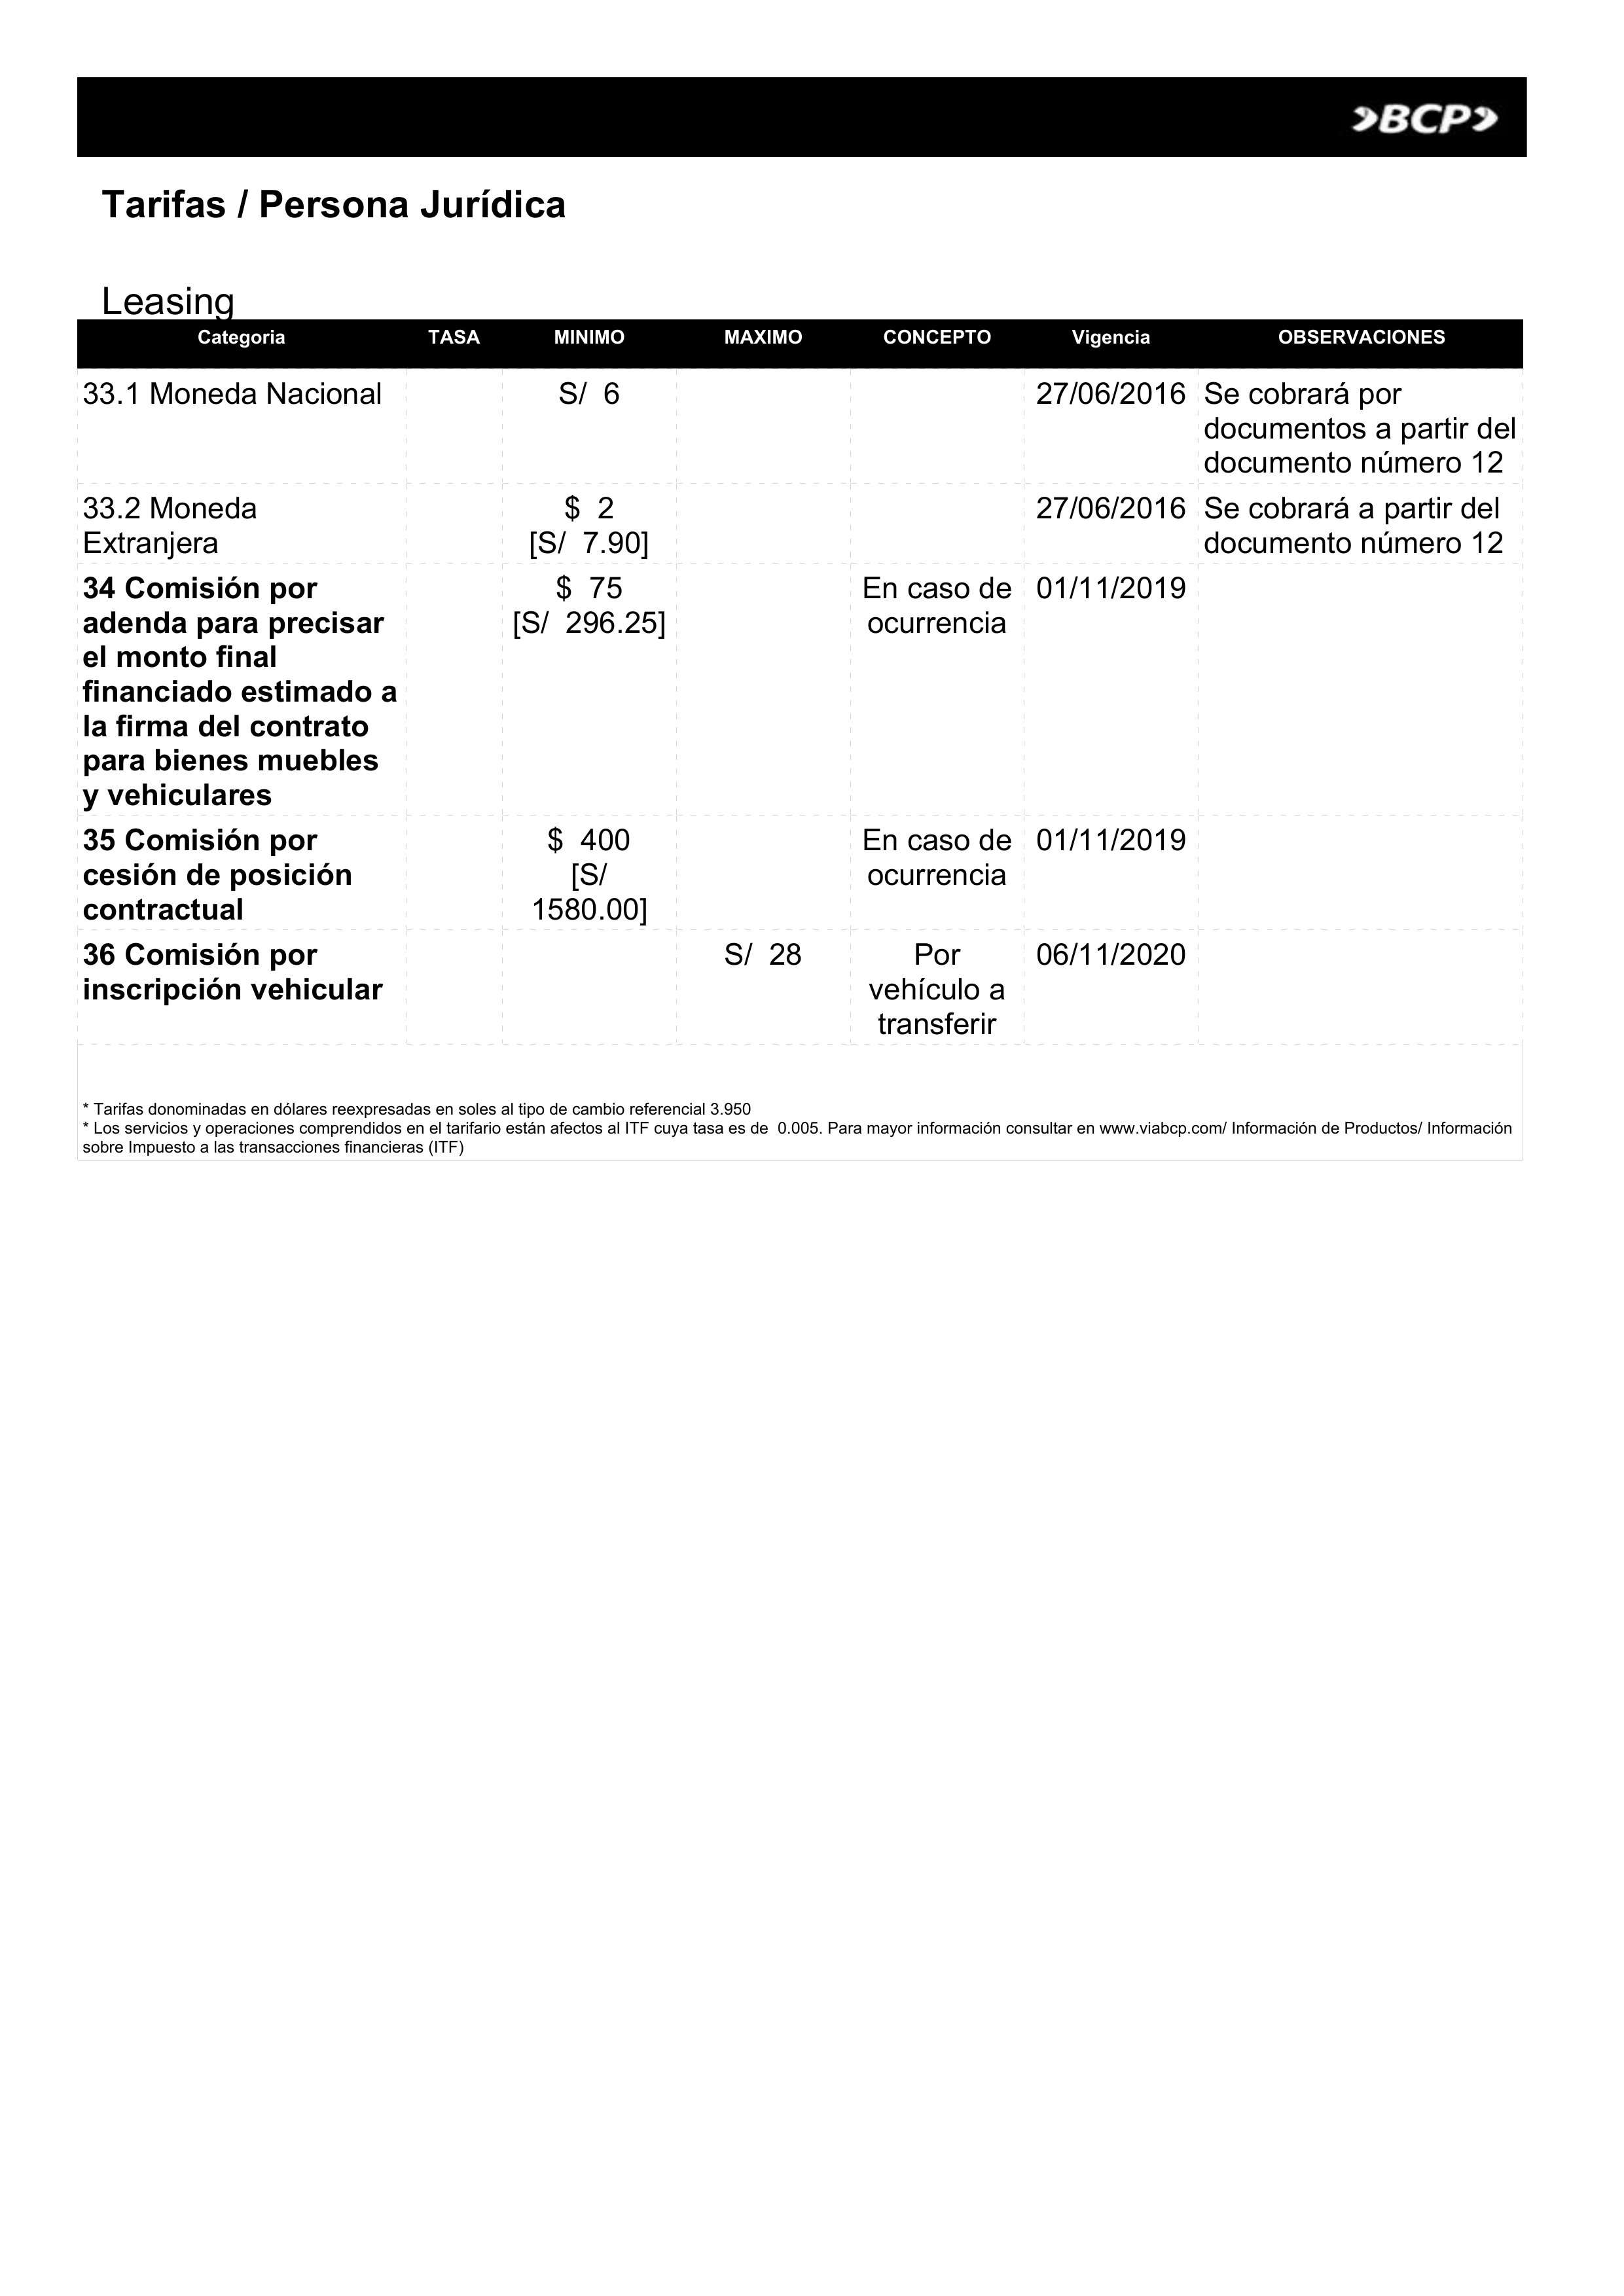 BCP
Tarifas / Persona Jurídica
Leasing
Categoria TASA MINIMO MAXIMO CONCEPTO Vigencia OBSERVACIONES
33.1 Moneda Nacional S/ 6 27/06/2016 Se cobrará por
documentos a partir del
documento número 12
33.2 Moneda $ 2 27/06/2016 Se cobrará a partir del
Extranjera [S/ 7.90] documento número 12
34 Comisión por $ 75 En caso de 01/11/2019
adenda para precisar [S/ 296.25] ocurrencia
el monto final
financiado estimado a
la firma del contrato
para bienes muebles
y vehiculares
35 Comisión por $ 400 En caso de 01/11/2019
cesión de posición [S/ ocurrencia
contractual 1580.00]
36 Comisión por S/ 28 Por 06/11/2020
inscripción vehicular vehículo a
transferir
* Tarifas donominadas en dólares reexpresadas en soles al tipo de cambio referencial 3.950
* Los servicios y operaciones comprendidos en el tarifario están afectos al ITF cuya tasa es de 0.005. Para mayor información consultar en www.viabcp.com/ Información de Productos/ Información
sobre Impuesto a las transacciones financieras (ITF)